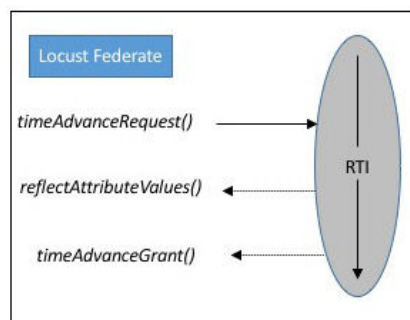 Locust Federate
timeAdvanceRequest()
reflectAttributeValues()
RTI
timeAdvanceGrant()